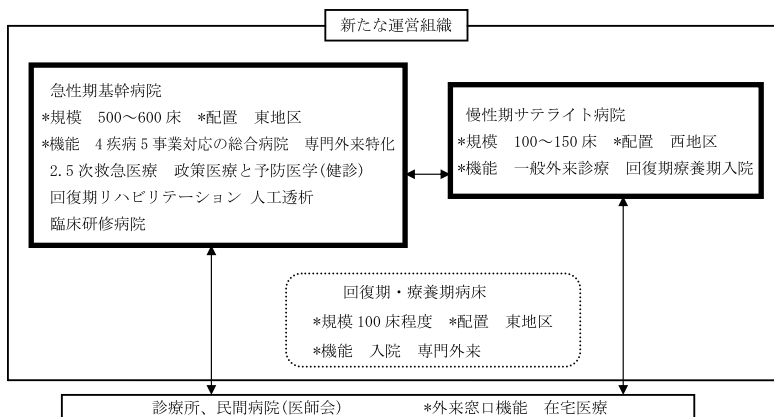 新たな運営組織
急性期基幹病院
*規模　500～600床　*配置　東地区
*機能　4疾病5事業対応の総合病院　専門外来特化
2.5次救急医療　政策医療と予防医学(健診)
回復期リハビリテーション 人工透析
臨床研修病院
慢性期サテライト病院
*規模　100～150床　*配置　西地区
*機能　一般外来診療　回復期療養期入院
回復期・療養期病床
*規模100床程度　*配置　東地区
*機能　入院　専門外来
診療所、民間病院(医師会)　　　　*外来窓口機能　在宅医療